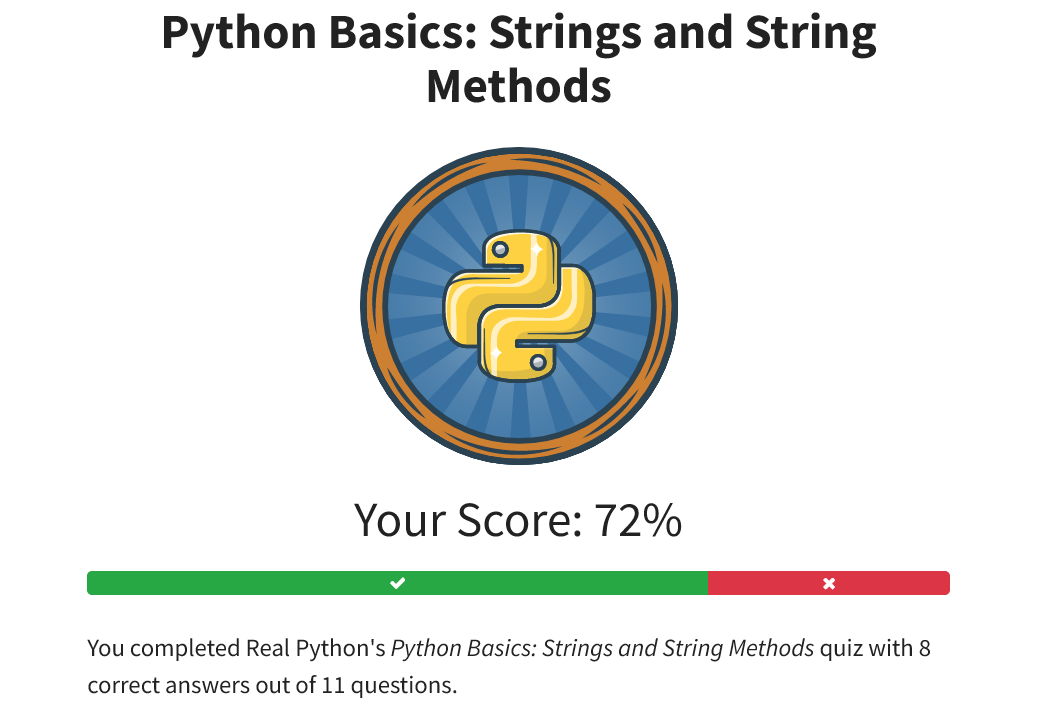 Python Basics: Strings and String
Methods
Your Score: 72%
You completed Real Python's Python Basics: Strings and String Methods quiz with 8
correct answers out of 11 questions.